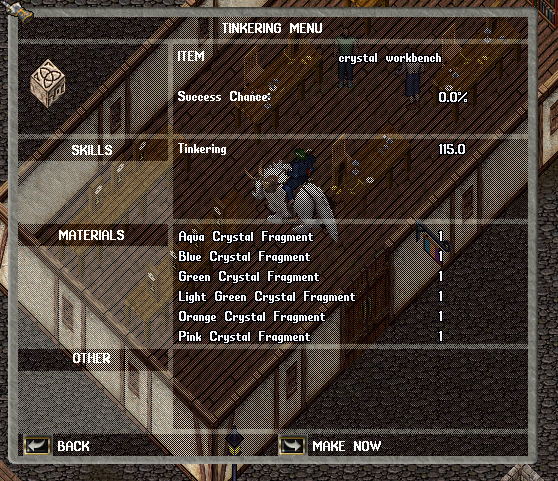 TINKERING MENU
ITEM crystal workbench
Success Chance: 0.0%
SKILLS
Tinkering 115.0
MATERIALS
Aqua Crystal Fragment 1
Blue Crystal Fragment 1
Green Crystal Fragment 1
Light Green Crystal Fragment 1
Orange Crystal Fragment 1
Pink Crystal Fragment 1
OTHER
BACK MAKE NOW